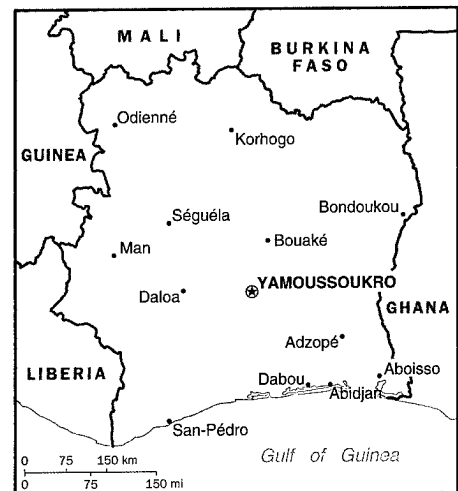 MALI
BURKINA
FASO
Odienné
Korhogo
GUINEA
Séguéla
Bondoukou
Man
Bouaké
Daloa
YAMOUSSOUKRO
GHANA
Adzopé
LIBERIA
Dabou
Aboisso
Abidjan
San-Pédro
Gulf of Guinea
0 75 150 km
0 75 150 mi